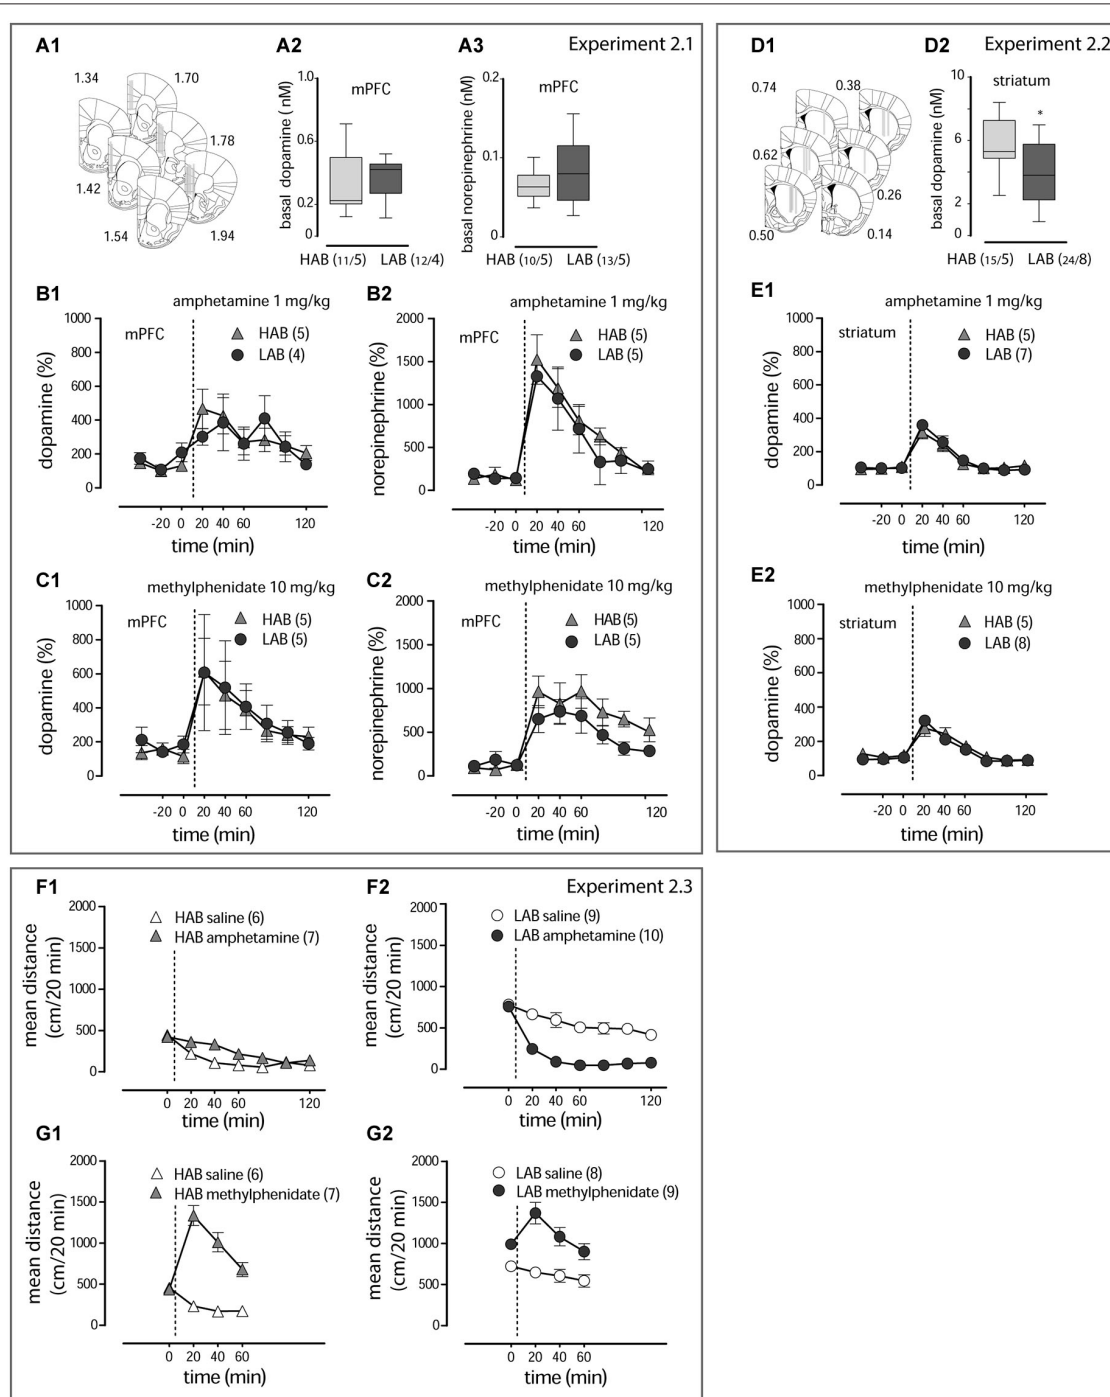 A1
A2
A3
Experiment 2.1
1.34
1.70
1.78
1.42
1.54
1.94
basal dopamine ( nM)
1.0
0.6
0.2
0
mPFC
HAB (11/5)
LAB (12/4)
basal norepinephrine (nM)
0.2
0.1
0
mPFC
HAB (10/5)
LAB (13/5)
D1
D2
Experiment 2.2
0.74
0.38
0.62
0.26
0.50
0.14
basal dopamine (nM)
10
6
2
0
striatum
*
HAB (15/5)
LAB (24/8)
B1
amphetamine 1 mg/kg
dopamine (%)
1000
800
600
400
200
0
mPFC
HAB (5)
LAB (4)
-20 0 20 40 60 120
time (min)
B2
amphetamine 1 mg/kg
norepinephrine (%)
2000
1500
1000
500
0
mPFC
HAB (5)
LAB (5)
-20 0 20 40 60 120
time (min)
E1
amphetamine 1 mg/kg
dopamine (%)
1000
800
600
400
200
0
striatum
HAB (5)
LAB (7)
-20 0 20 40 60 120
time (min)
C1
methylphenidate 10 mg/kg
dopamine (%)
1000
800
600
400
200
0
mPFC
HAB (5)
LAB (5)
-20 0 20 40 60 120
time (min)
C2
methylphenidate 10 mg/kg
norepinephrine (%)
2000
1500
1000
500
0
mPFC
HAB(5)
LAB (5)
-20 0 20 40 60 120
time (min)
E2
methylphenidate 10 mg/kg
dopamine (%)
1000
800
600
400
200
0
striatum
HAB (5)
LAB (8)
-20 0 20 40 60 120
time (min)
F1
mean distance
(cm/20 min)
2000
1500
1000
500
0
HAB saline (6)
HAB amphetamine (7)
0 20 40 60 120
time (min)
F2
Experiment 2.3
mean distance
(cm/20 min)
2000
1500
1000
500
0
LAB saline (9)
LAB amphetamine (10)
0 20 40 60 120
time (min)
G1
mean distance
(cm/20 min)
2000
1500
1000
500
0
HAB saline (6)
HAB methylphenidate (7)
0 20 40 60
time (min)
G2
mean distance
(cm/20 min)
2000
1500
1000
500
0
LAB saline (8)
LAB methylphenidate (9)
0 20 40 60
time (min)